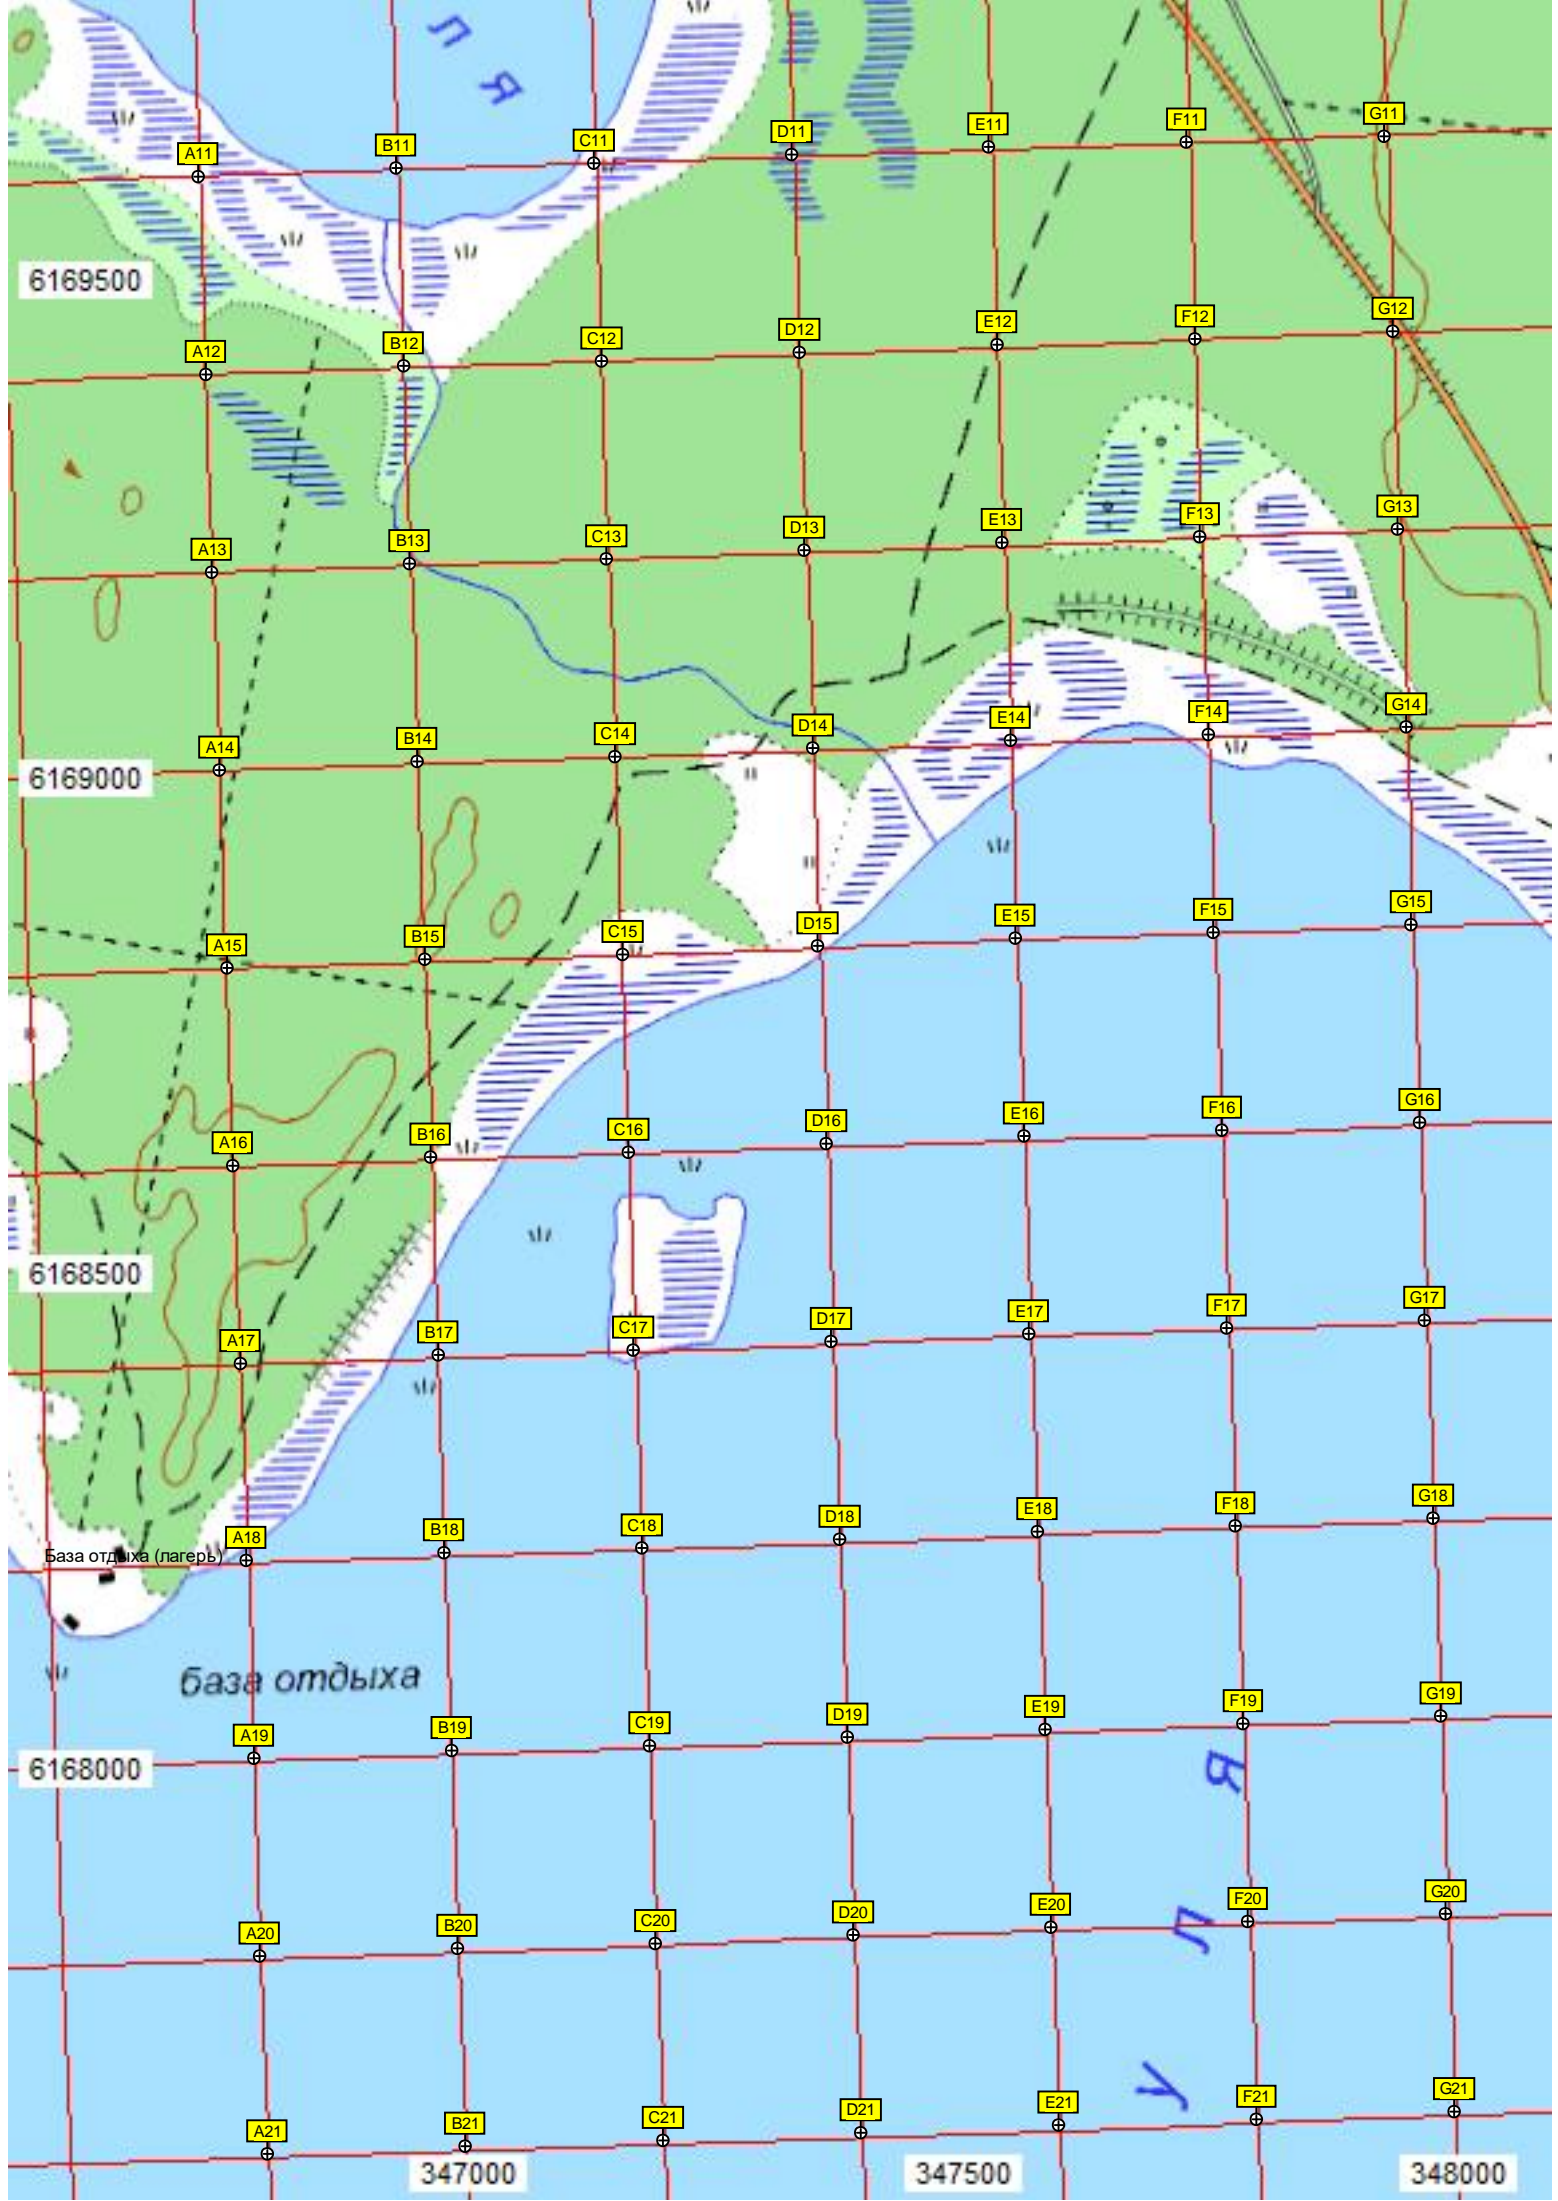 Л
Я
A11 B11 C11 D11 E11 F11 G11
6169500
A12 B12 C12 D12 E12 F12 G12
A13 B13 C13 D13 E13 F13 G13
A14 B14 C14 D14 E14 F14 G14
6169000
A15 B15 C15 D15 E15 F15 G15
A16 B16 C16 D16 E16 F16 G16
6168500
A17 B17 C17 D17 E17 F17 G17
A18 B18 C18 D18 E18 F18 G18
База отдыха (лагерь)
база отдыха
A19 B19 C19 D19 E19 F19 G19
Я
6168000
A20 B20 C20 D20 E20 F20 G20
Л
У
A21 B21 C21 D21 E21 F21 G21
347000 347500 348000